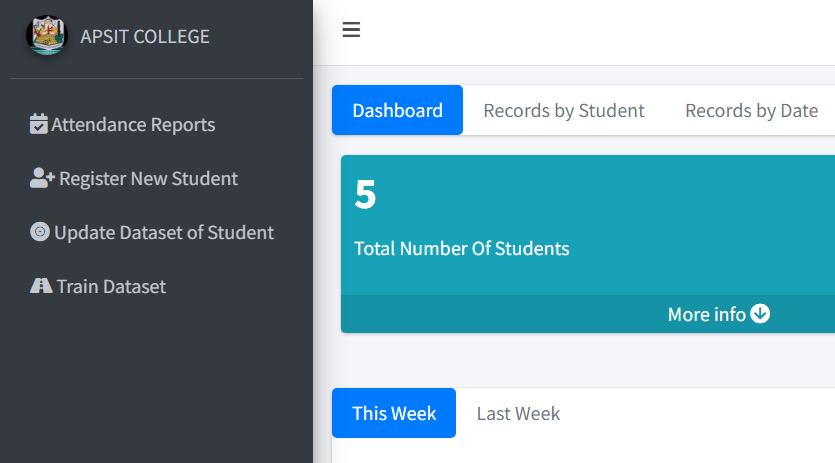 APSIT COLLEGE
Attendance Reports
Register New Student
Update Dataset of Student
Train Dataset
Dashboard Records by Student Records by Date
5
Total Number Of Students
More info
This Week Last Week